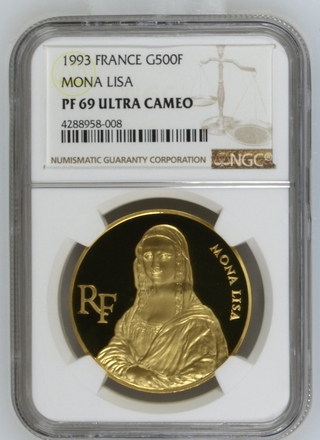 1993 FRANCE G500F
MONA LISA
PF 69 ULTRA CAMEO
4288958-008
NUMISMATIC GUARANTY CORPORATION
NGC
RF
MONA LISA